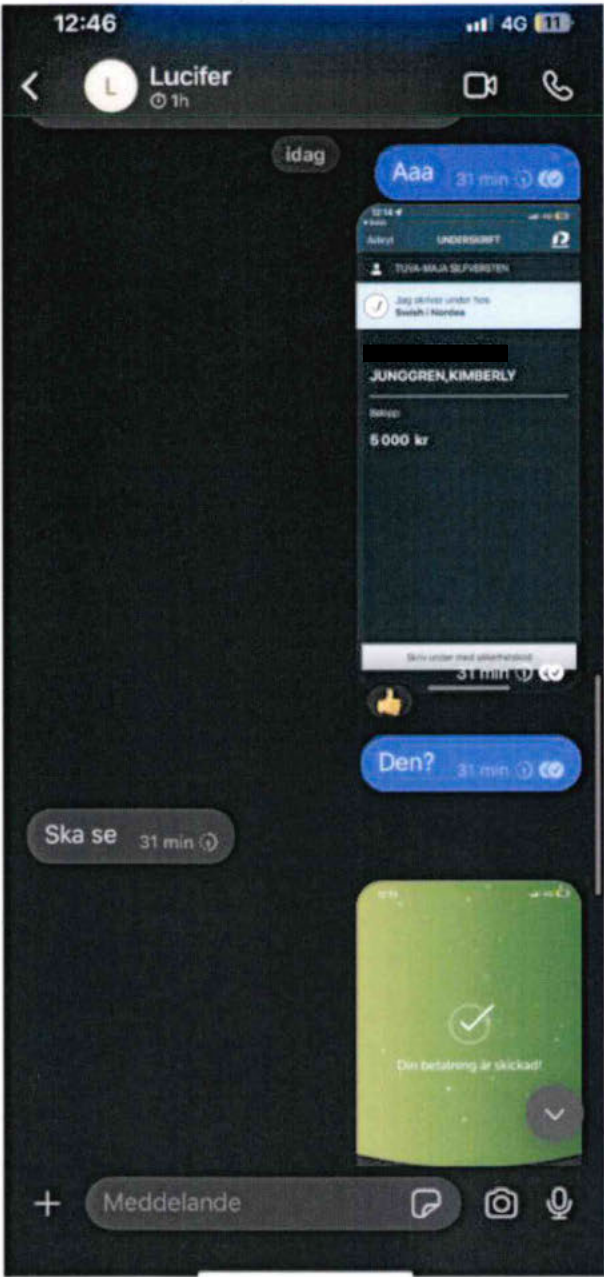 12:46
4G 11
L
Lucifer
1h
idag
Aaa 31 min
12:14
Avbryt UNDERSKRIFT
TUVA-MAJA SILFVERSTEN
Jag skriver under hos
Swish i Nordea
JUNGGREN,KIMBERLY
Belopp
5 000 kr
Skriv under med säkerhetskod
31 min
Den? 31 min
Ska se 31 min
Din betalning är skickad!
Meddelande